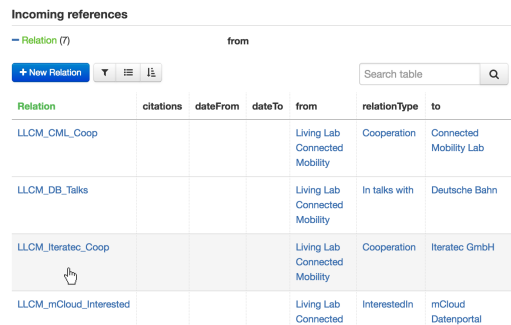 Incoming references
Relation (7) from
+ New Relation Search table
Relation citations dateFrom dateTo from relationType to
LLCM_CML_Coop Living Lab Cooperation Connected
Connected Mobility Lab
Mobility
LLCM_DB_Talks Living Lab In talks with Deutsche Bahn
Connected
Mobility
LLCM_Iteratec_Coop Living Lab Cooperation Iteratec GmbH
Connected
Mobility
LLCM_mCloud_Interested Living Lab InterestedIn mCloud
Connected Datenportal